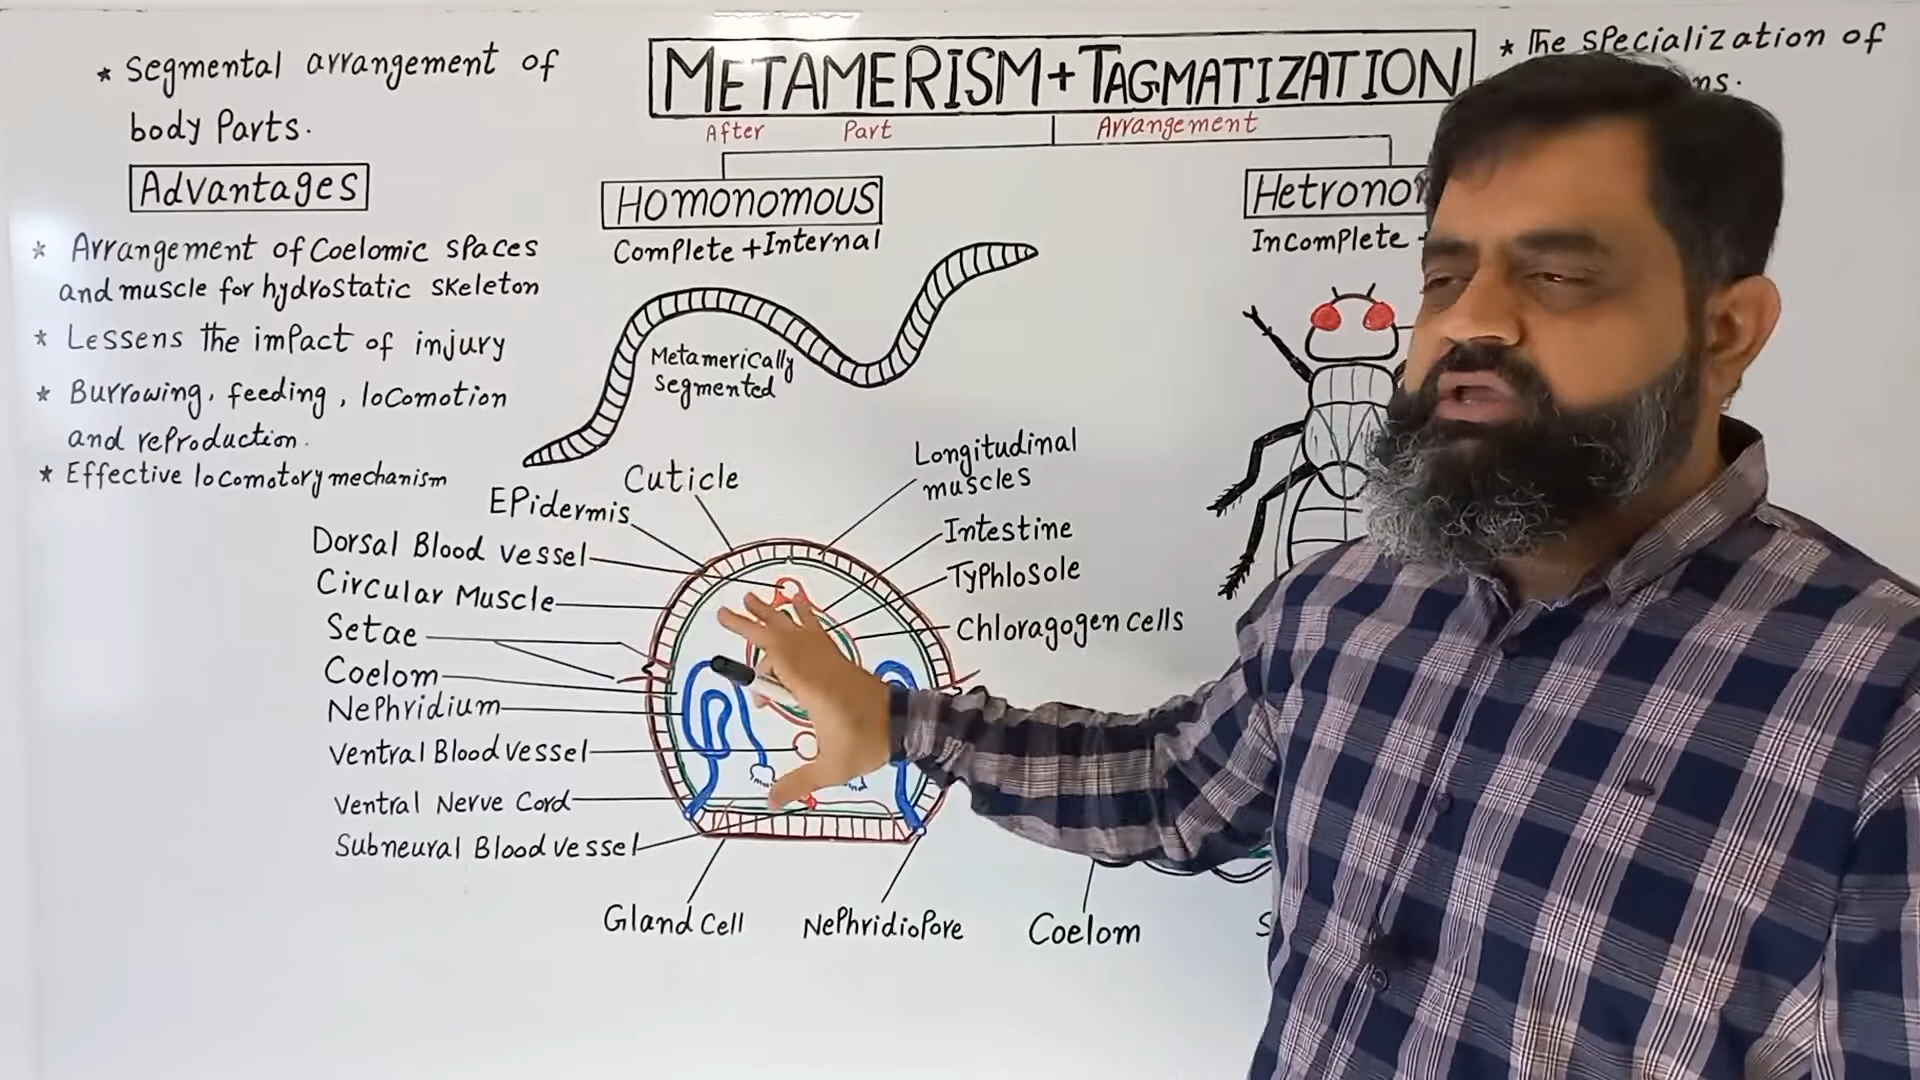 * Segmental arrangement of
body Parts.
METAMERISM + TAGMATIZATION
After Part Arrangement
* The specialization of
Advantages
* Arrangement of Coelomic spaces
and muscle for hydrostatic skeleton
* Lessens the impact of injury
* Burrowing, feeding, locomotion
and reproduction.
* Effective locomotory mechanism
Homonomous
Complete + Internal
Metamerically
segmented
Hetrono
Incomplete
Cuticle
Epidermis
Dorsal Blood vessel
Circular Muscle
Setae
Coelom
Nephridium
Ventral Blood vessel
Ventral Nerve Cord
Subneural Blood vessel
Gland Cell
Nephridiopore
Longitudinal
muscles
Intestine
Typhlosole
Chloragogen cells
Coelom
S